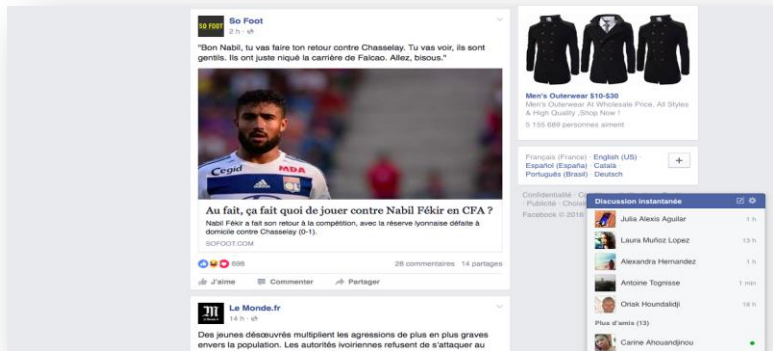 SO FOOT
So Foot
2 h ·
"Bon Nabil, tu vas faire ton retour contre Chasselay. Tu vas voir, ils sont
gentils. Ils ont juste niqué la carrière de Falcao. Allez, bisous."
Cegid
MDA
Au fait, ça fait quoi de jouer contre Nabil Fékir en CFA ?
Nabil Fékir a fait son retour à la compétition, avec la réserve lyonnaise défaite à
domicile contre Chasselay (0-1).
SOFOOT.COM
698
28 commentaires 14 partages
J'aime Commenter Partager
Le Monde.fr
14 h ·
Des jeunes désœuvrés multiplient les agressions de plus en plus graves
envers la population. Les autorités ivoiriennes refusent de s'attaquer au
Men's Outerwear $10-$30
Men's Outerwear At Wholesale Price, All Styles
& High Quality ,Shop Now !
5 155 689 personnes aiment
Français (France) · English (US) ·
Español (España) · Català ·
Português (Brasil) · Deutsch
+
Confidentialité ·
· Publicité ·
Facebook © 2016
Discussion instantanée
Julia Alexis Aguilar 1 h
Laura Muñoz Lopez 13 h
Alexandra Hernandez 1 h
Antoine Tognisse 1 min
Oriak Houndalidji 18 h
Plus d'amis (13)
Carine Ahouandjinou